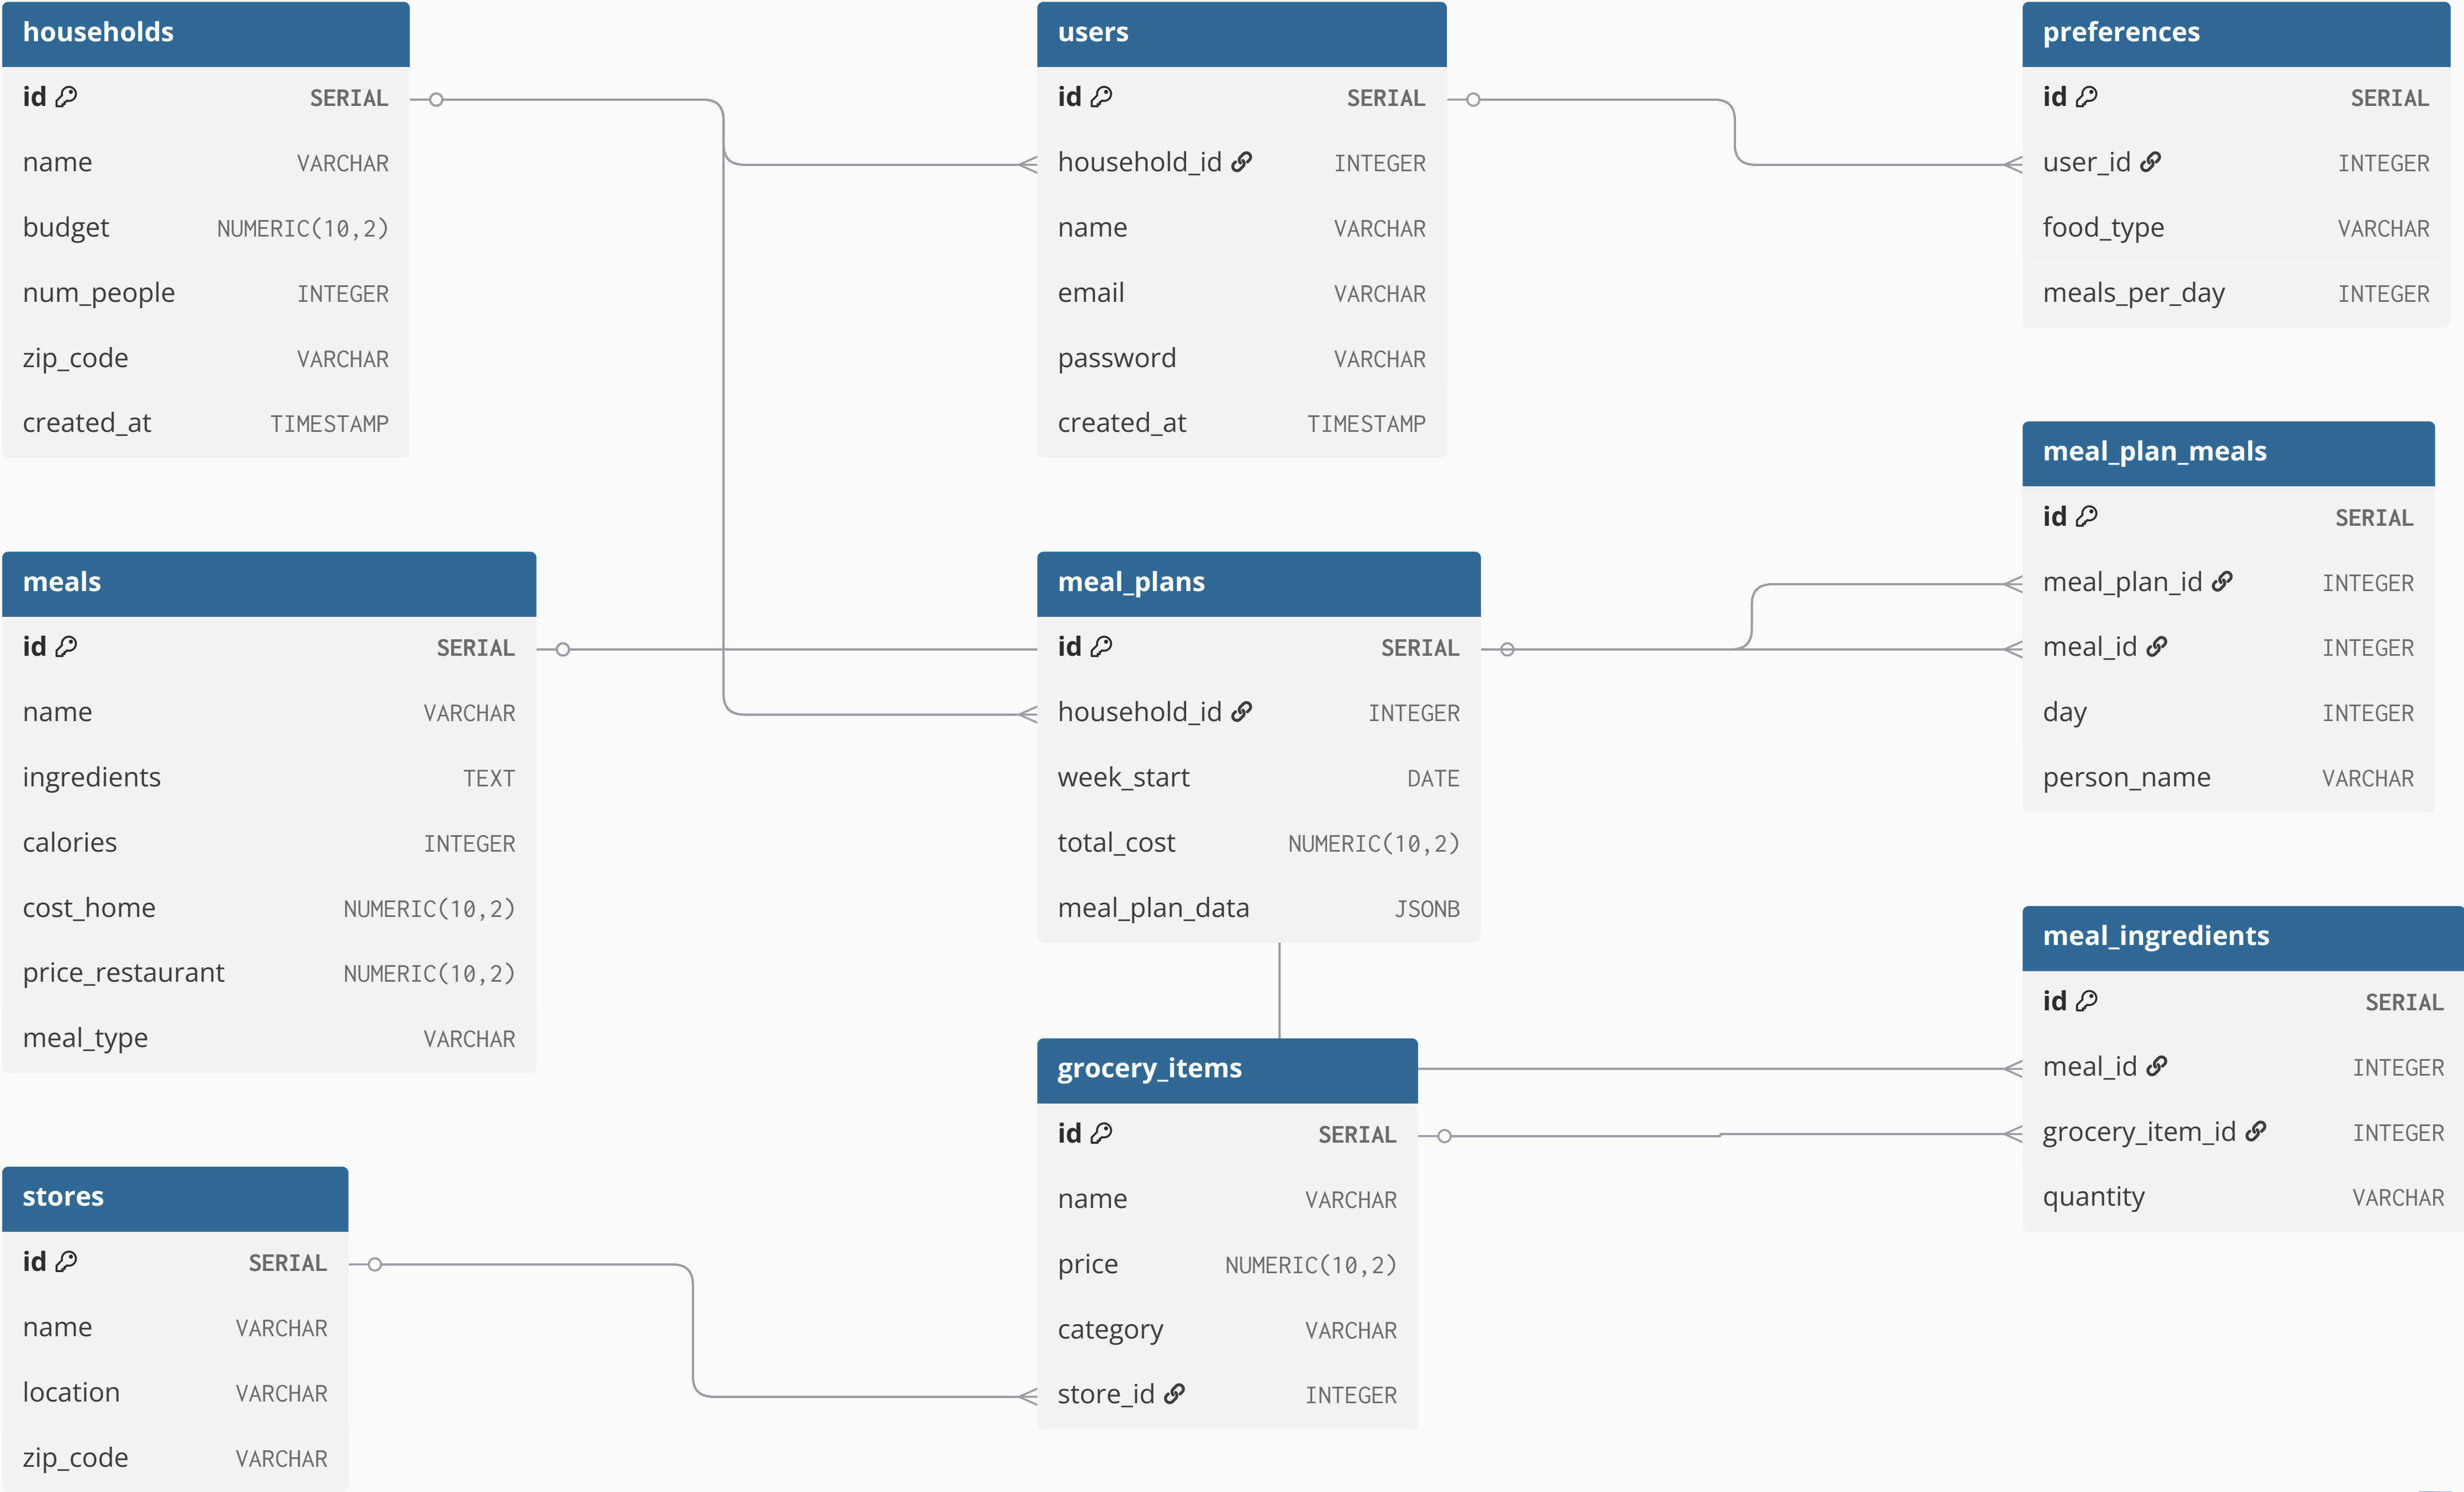 households
id SERIAL
name VARCHAR
budget NUMERIC(10,2)
num_people INTEGER
zip_code VARCHAR
created_at TIMESTAMP
users
id SERIAL
household_id INTEGER
name VARCHAR
email VARCHAR
password VARCHAR
created_at TIMESTAMP
preferences
id SERIAL
user_id INTEGER
food_type VARCHAR
meals_per_day INTEGER
meals
id SERIAL
name VARCHAR
ingredients TEXT
calories INTEGER
cost_home NUMERIC(10,2)
price_restaurant NUMERIC(10,2)
meal_type VARCHAR
meal_plans
id SERIAL
household_id INTEGER
week_start DATE
total_cost NUMERIC(10,2)
meal_plan_data JSONB
meal_plan_meals
id SERIAL
meal_plan_id INTEGER
meal_id INTEGER
day INTEGER
person_name VARCHAR
stores
id SERIAL
name VARCHAR
location VARCHAR
zip_code VARCHAR
grocery_items
id SERIAL
name VARCHAR
price NUMERIC(10,2)
category VARCHAR
store_id INTEGER
meal_ingredients
id SERIAL
meal_id INTEGER
grocery_item_id INTEGER
quantity VARCHAR